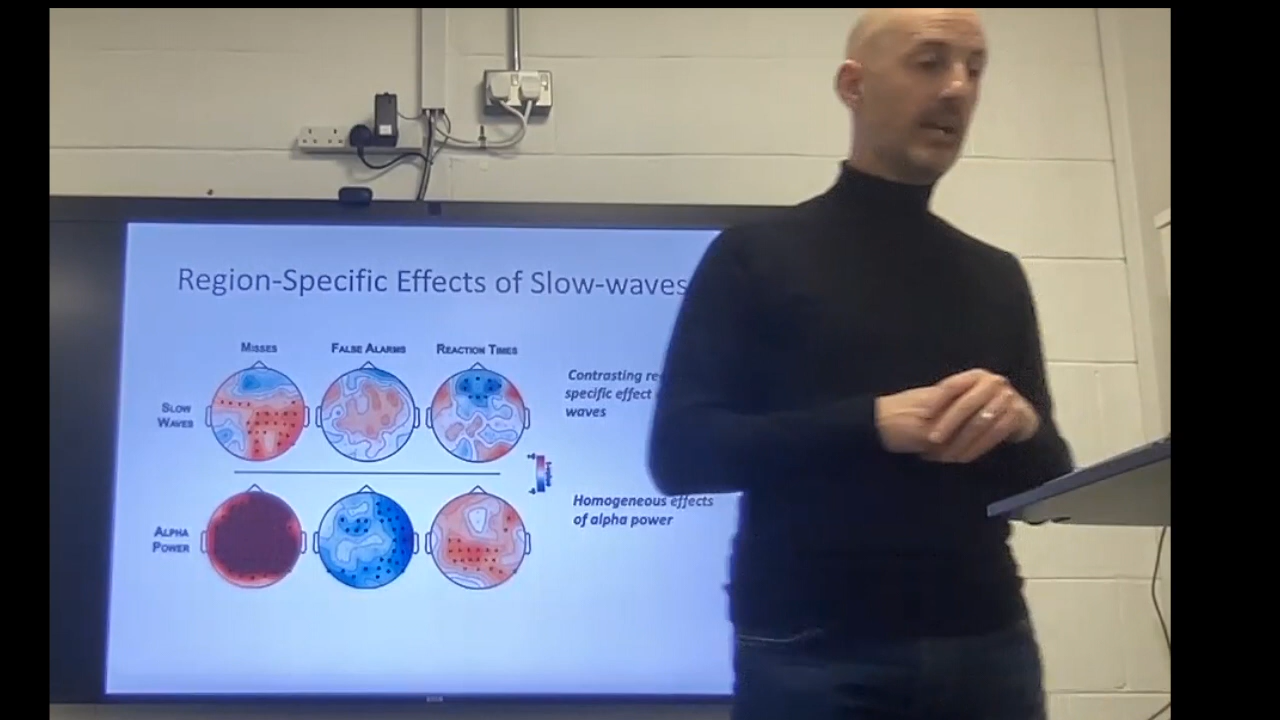 Region-Specific Effects of Slow-waves
MISSES
FALSE ALARMS
REACTION TIMES
SLOW
WAVES
Contrasting
specific effect
waves
ALPHA
POWER
Homogeneous effects
of alpha power